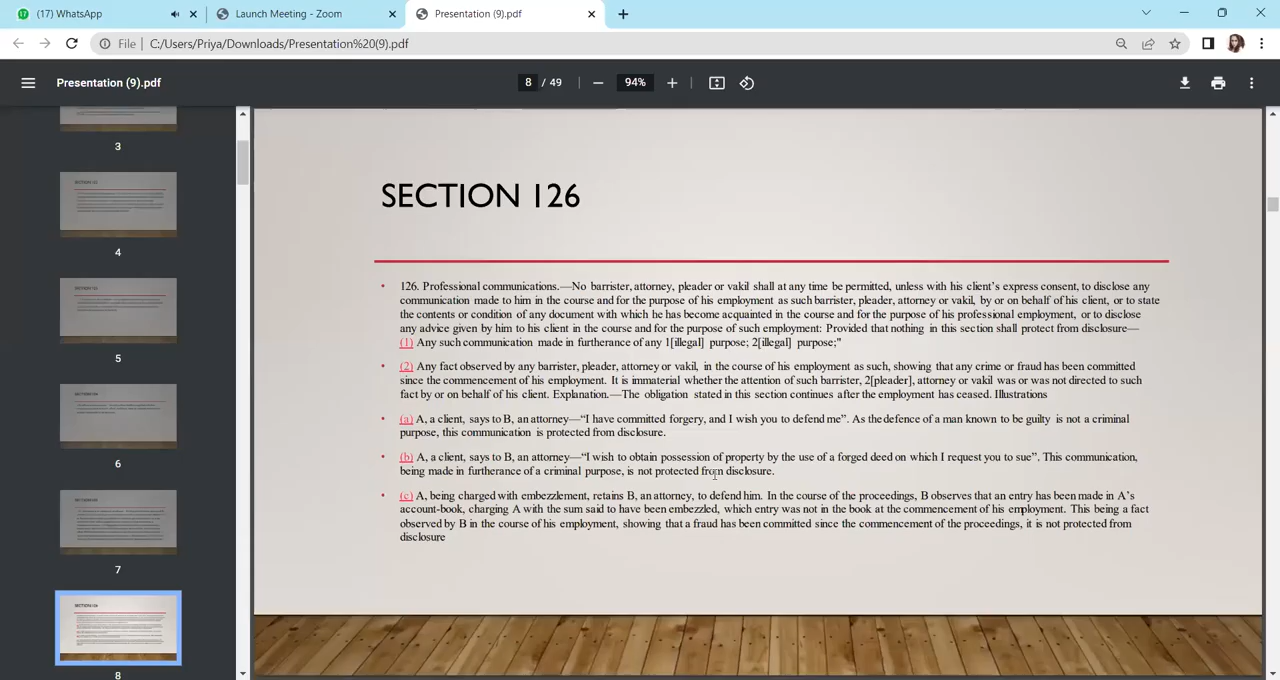 (17) WhatsApp
Launch Meeting - Zoom
Presentation (9).pdf
File
C:/Users/Priya/Downloads/Presentation%20(9).pdf
Presentation (9).pdf
8 / 49
94%
3
4
5
6
7
8
SECTION 126
• 126. Professional communications.—No barrister, attorney, pleader or vakil shall at any time be permitted, unless with his client's express consent, to disclose any
communication made to him in the course and for the purpose of his employment as such barrister, pleader, attorney or vakil, by or on behalf of his client, or to state
the contents or condition of any document with which he has become acquainted in the course and for the purpose of his professional employment, or to disclose
any advice given by him to his client in the course and for the purpose of such employment: Provided that nothing in this section shall protect from disclosure—
(1) Any such communication made in furtherance of any 1[illegal] purpose; 2[illegal] purpose;"
• (2) Any fact observed by any barrister, pleader, attorney or vakil, in the course of his employment as such, showing that any crime or fraud has been committed
since the commencement of his employment. It is immaterial whether the attention of such barrister, 2[pleader], attorney or vakil was or was not directed to such
fact by or on behalf of his client. Explanation.—The obligation stated in this section continues after the employment has ceased. Illustrations
• (a) A, a client, says to B, an attorney—“I have committed forgery, and I wish you to defend me”. As the defence of a man known to be guilty is not a criminal
purpose, this communication is protected from disclosure.
• (b) A, a client, says to B, an attorney—“I wish to obtain possession of property by the use of a forged deed on which I request you to sue”. This communication,
being made in furtherance of a criminal purpose, is not protected from disclosure.
• (c) A, being charged with embezzlement, retains B, an attorney, to defend him. In the course of the proceedings, B observes that an entry has been made in A’s
account-book, charging A with the sum said to have been embezzled, which entry was not in the book at the commencement of his employment. This being a fact
observed by B in the course of his employment, showing that a fraud has been committed since the commencement of the proceedings, it is not protected from
disclosure